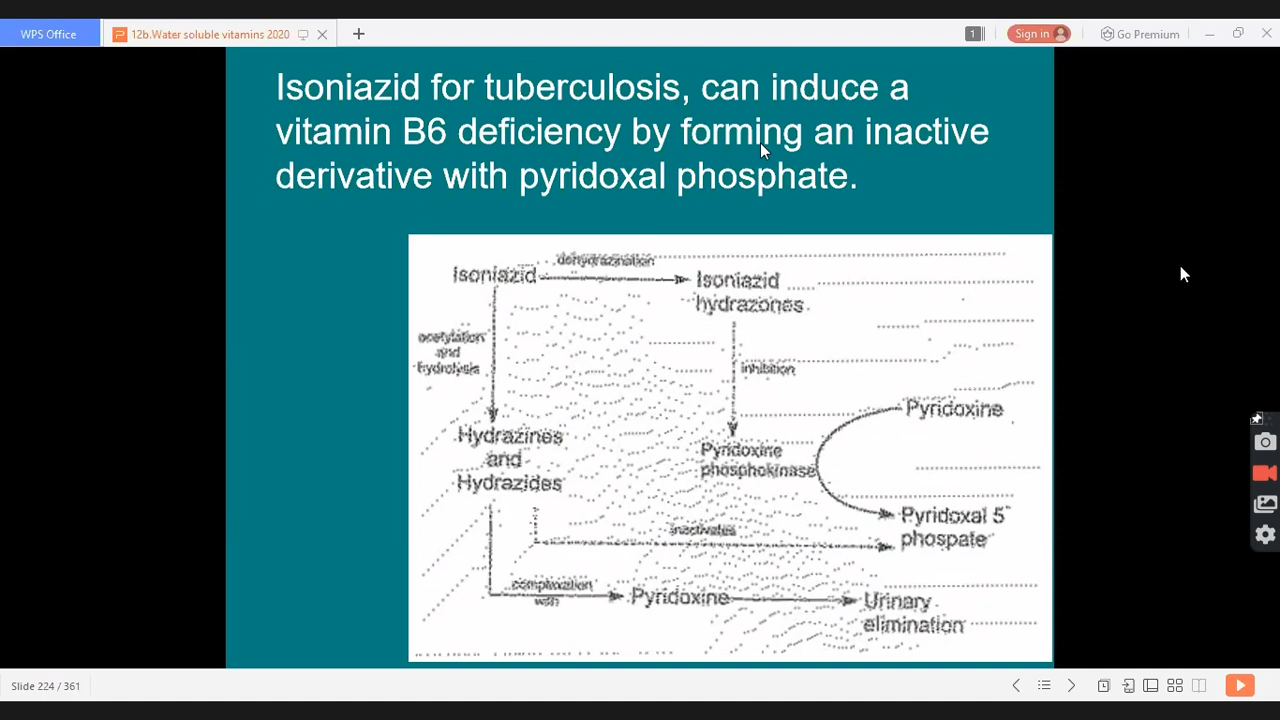 WPS Office
12b.Water soluble vitamins 2020
1
Sign in
Go Premium
Isoniazid for tuberculosis, can induce a
vitamin B6 deficiency by forming an inactive
derivative with pyridoxal phosphate.
Isoniazid
dehydrazination
Isoniazid
hydrazones
acetylation
and
hydrolysis
inhibition
Pyridoxine
Hydrazines
and
Hydrazides
Pyridoxine
phosphokinase
Pyridoxal 5"
phospate
inactivates
complexation
with
Pyridoxine
Urinary
elimination
Slide 224 / 361